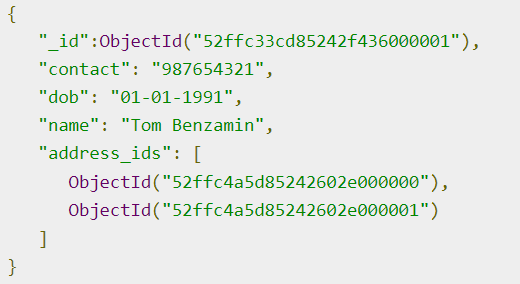 {
"_id":ObjectId("52ffc33cd85242f436000001"),
"contact": "987654321",
"dob": "01-01-1991",
"name": "Tom Benzamin",
"address_ids": [
ObjectId("52ffc4a5d85242602e000000"),
ObjectId("52ffc4a5d85242602e000001")
]
}